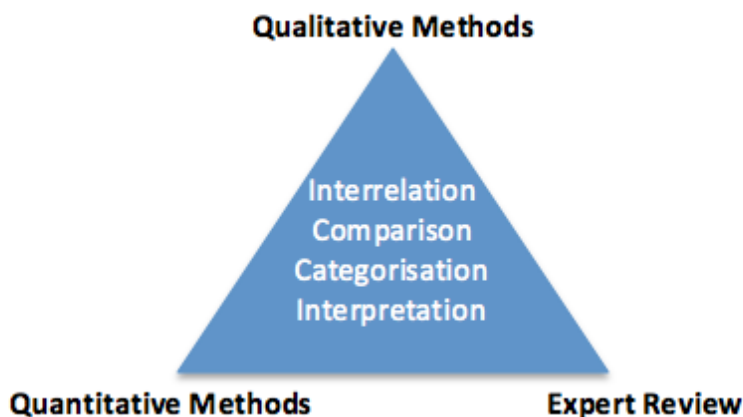 Qualitative Methods
Interrelation
Comparison
Categorisation
Interpretation
Quantitative Methods
Expert Review